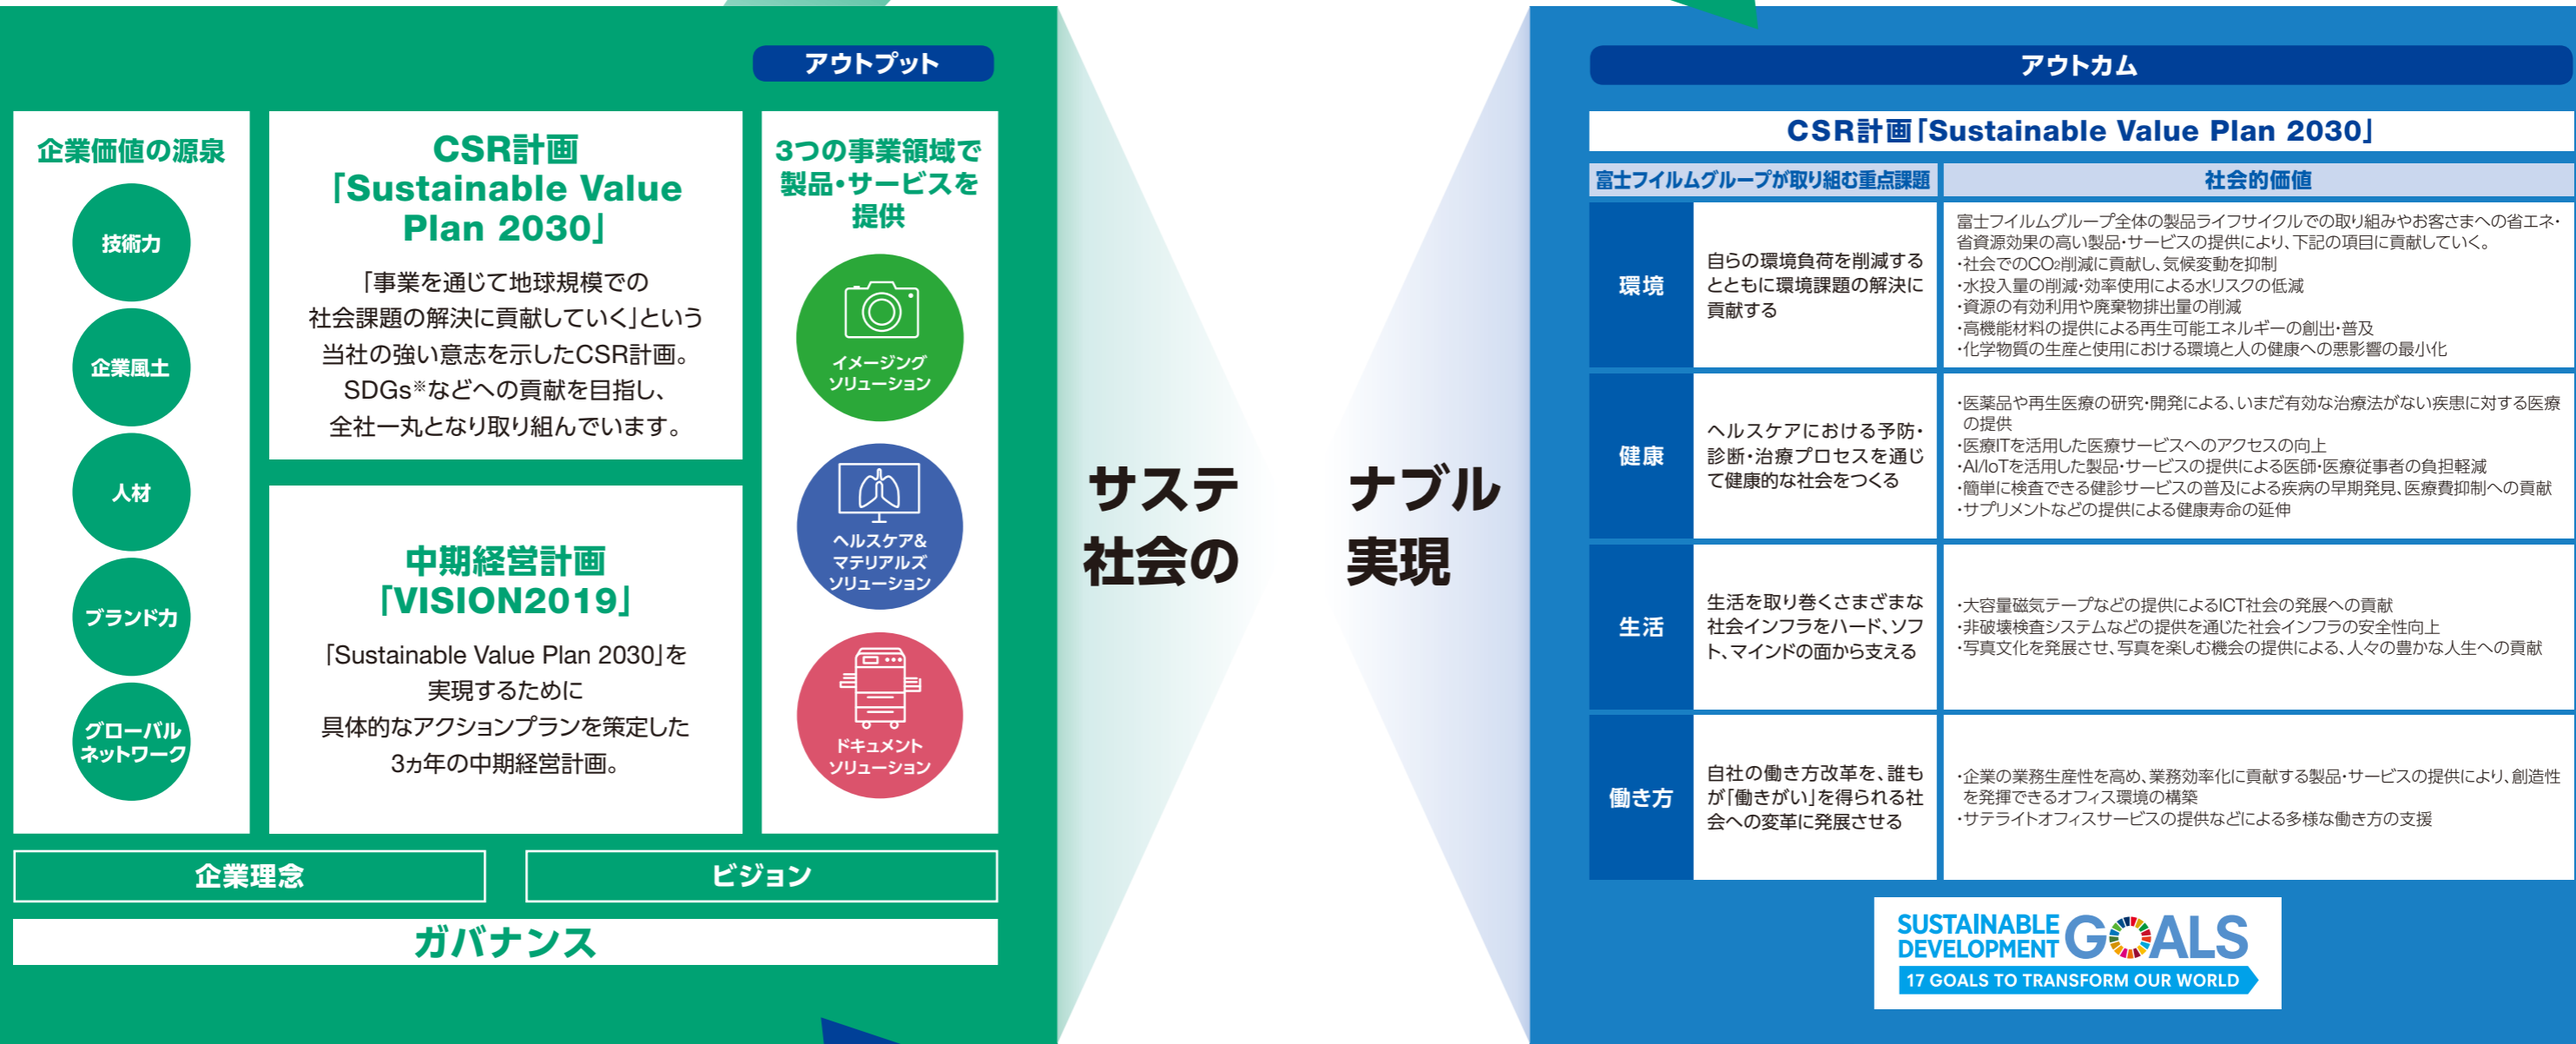 アウトプット
企業価値の源泉
技術力
企業風土
人材
ブランド力
グローバル
ネットワーク
CSR計画
「Sustainable Value
Plan 2030」
「事業を通じて地球規模での
社会課題の解決に貢献していく」という
当社の強い意志を示したCSR計画。
SDGs※などへの貢献を目指し、
全社一丸となり取り組んでいます。
中期経営計画
「VISION2019」
「Sustainable Value Plan 2030」を
実現するために
具体的なアクションプランを策定した
3ヵ年の中期経営計画。
3つの事業領域で
製品・サービスを
提供
イメージング
ソリューション
ヘルスケア&
マテリアルズ
ソリューション
ドキュメント
ソリューション
企業理念
ビジョン
ガバナンス
サステ ナブル
社会の 実現
アウトカム
CSR計画「Sustainable Value Plan 2030」
富士フイルムグループが取り組む重点課題
社会的価値
環境
自らの環境負荷を削減する
とともに環境課題の解決に
貢献する
富士フイルムグループ全体の製品ライフサイクルでの取り組みやお客さまへの省エネ・
省資源効果の高い製品・サービスの提供により、下記の項目に貢献していく。
・社会でのCO₂削減に貢献し、気候変動を抑制
・水投入量の削減・効率使用による水リスクの低減
・資源の有効利用や廃棄物排出量の削減
・高機能材料の提供による再生可能エネルギーの創出・普及
・化学物質の生産と使用における環境と人の健康への悪影響の最小化
健康
ヘルスケアにおける予防・
診断・治療プロセスを通じ
て健康的な社会をつくる
・医薬品や再生医療の研究・開発による、いまだ有効な治療法がない疾患に対する医療
の提供
・医療ITを活用した医療サービスへのアクセスの向上
・AI/IoTを活用した製品・サービスの提供による医師・医療従事者の負担軽減
・簡単に検査できる健診サービスの普及による疾病の早期発見、医療費抑制への貢献
・サプリメントなどの提供による健康寿命の延伸
生活
生活を取り巻くさまざまな
社会インフラをハード、ソフ
ト、マインドの面から支える
・大容量磁気テープなどの提供によるICT社会の発展への貢献
・非破壊検査システムなどの提供を通じた社会インフラの安全性向上
・写真文化を発展させ、写真を楽しむ機会の提供による、人々の豊かな人生への貢献
働き方
自社の働き方改革を、誰も
が「働きがい」を得られる社
会への変革に発展させる
・企業の業務生産性を高め、業務効率化に貢献する製品・サービスの提供により、創造性
を発揮できるオフィス環境の構築
・サテライトオフィスサービスの提供などによる多様な働き方の支援
SUSTAINABLE
DEVELOPMENT GOALS
17 GOALS TO TRANSFORM OUR WORLD